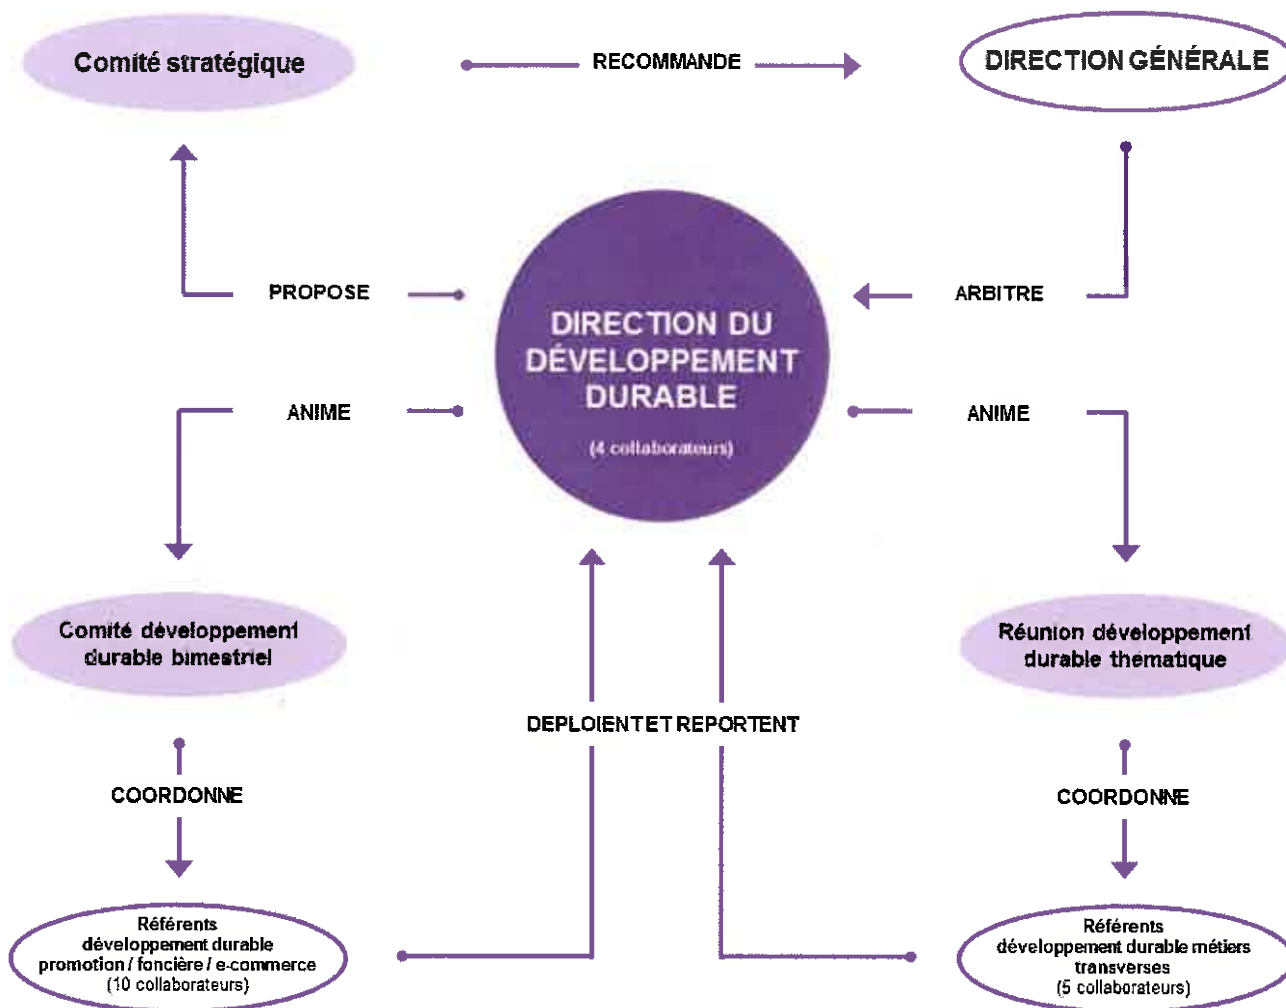 Comité stratégique
RECOMMANDE
DIRECTION GÉNÉRALE
PROPOSE
ARBITRE
DIRECTION DU
DÉVELOPPEMENT
DURABLE
(4 collaborateurs)
ANIME
ANIME
Comité développement
durable bimestriel
Réunion développement
durable thématique
DEPLOIENT ET REPORTENT
COORDONNE
COORDONNE
Référents
développement durable
promotion / foncière / e-commerce
(10 collaborateurs)
Référents
développement durable métiers
transverses
(5 collaborateurs)